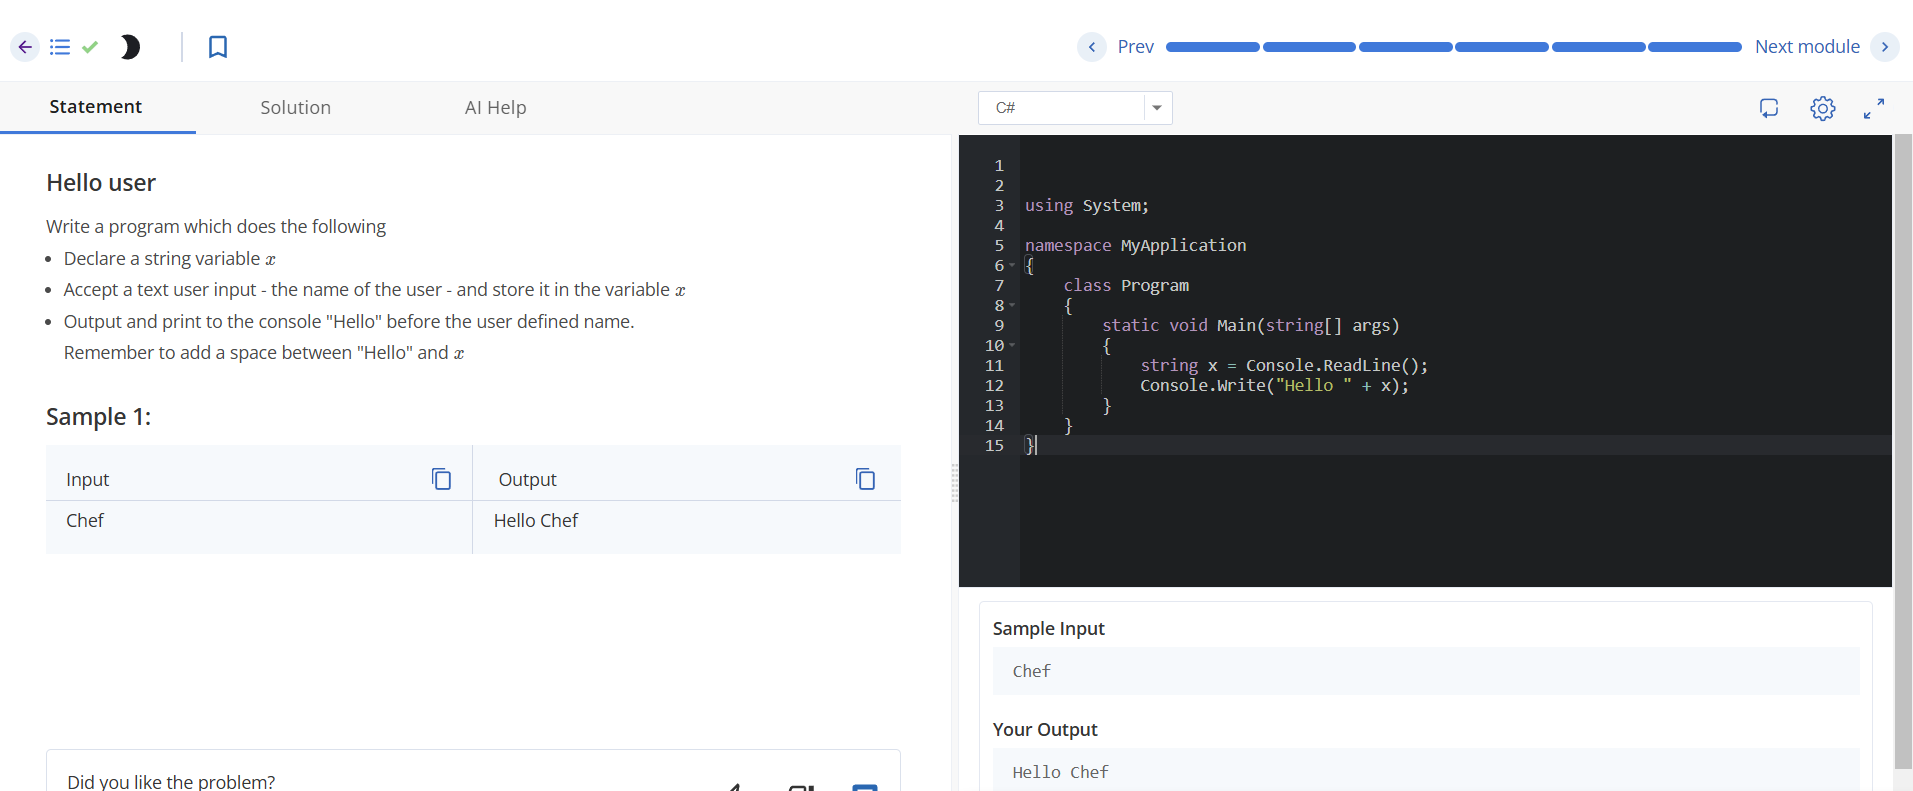 Prev
Next module
Statement
Solution
AI Help
C#
Hello user
Write a program which does the following
• Declare a string variable x
• Accept a text user input - the name of the user - and store it in the variable x
• Output and print to the console "Hello" before the user defined name.
Remember to add a space between "Hello" and x
Sample 1:
Input
Output
Chef
Hello Chef
Did you like the problem?
1
2
3 using System;
4
5 namespace MyApplication
6 {
7 class Program
8 {
9 static void Main(string[] args)
10 {
11 string x = Console.ReadLine();
12 Console.Write("Hello " + x);
13 }
14 }
15 }
Sample Input
Chef
Your Output
Hello Chef